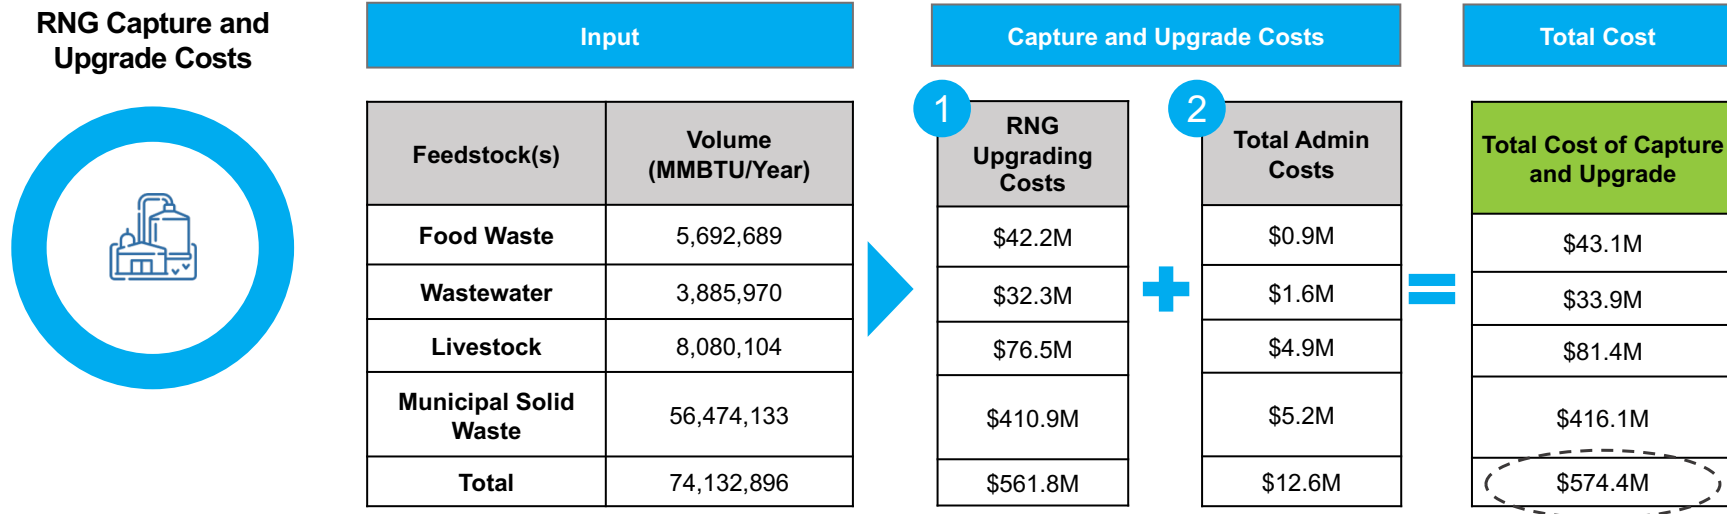 RNG Capture and
Upgrade Costs
Input
Capture and Upgrade Costs
Total Cost
Feedstock(s)
Volume
(MMBTU/Year)
1
RNG
Upgrading
Costs
2
Total Admin
Costs
Total Cost of Capture
and Upgrade
Food Waste
5,692,689
$42.2M
$0.9M
$43.1M
Wastewater
3,885,970
$32.3M
$1.6M
$33.9M
Livestock
8,080,104
$76.5M
$4.9M
$81.4M
Municipal Solid
Waste
56,474,133
$410.9M
$5.2M
$416.1M
Total
74,132,896
$561.8M
$12.6M
$574.4M